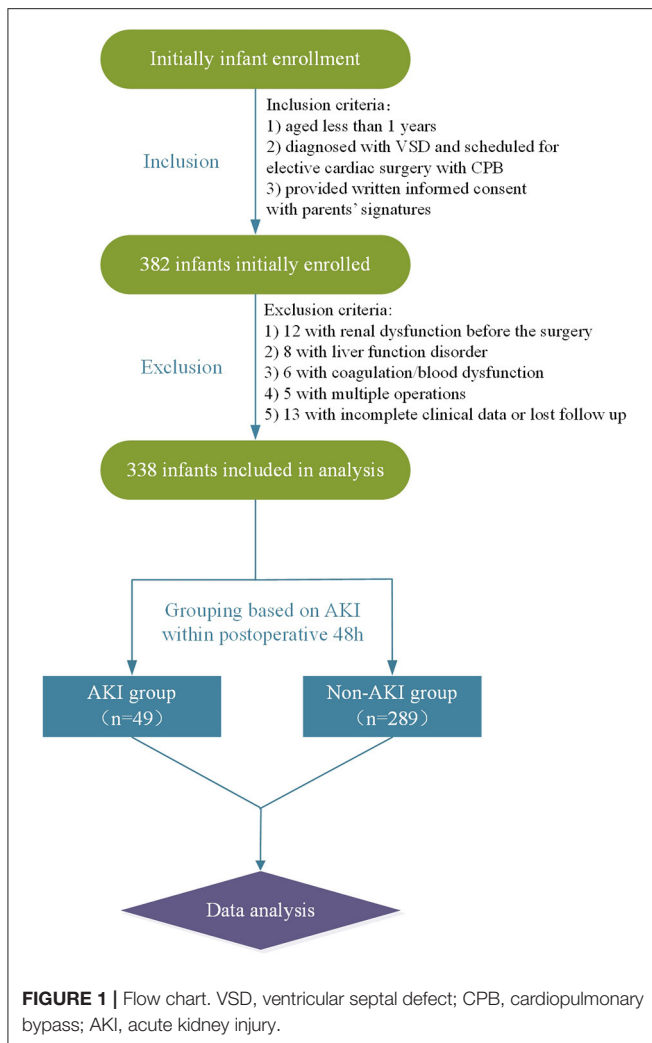 Initially infant enrollment
Inclusion
Inclusion criteria：
1) aged less than 1 years
2) diagnosed with VSD and scheduled for
elective cardiac surgery with CPB
3) provided written informed consent
with parents’ signatures
382 infants initially enrolled
Exclusion
Exclusion criteria:
1) 12 with renal dysfunction before the surgery
2) 8 with liver function disorder
3) 6 with coagulation/blood dysfunction
4) 5 with multiple operations
5) 13 with incomplete clinical data or lost follow up
338 infants included in analysis
Grouping based on AKI
within postoperative 48h
AKI group
（n=49）
Non-AKI group
（n=289）
Data analysis
FIGURE 1 | Flow chart. VSD, ventricular septal defect; CPB, cardiopulmonary
bypass; AKI, acute kidney injury.